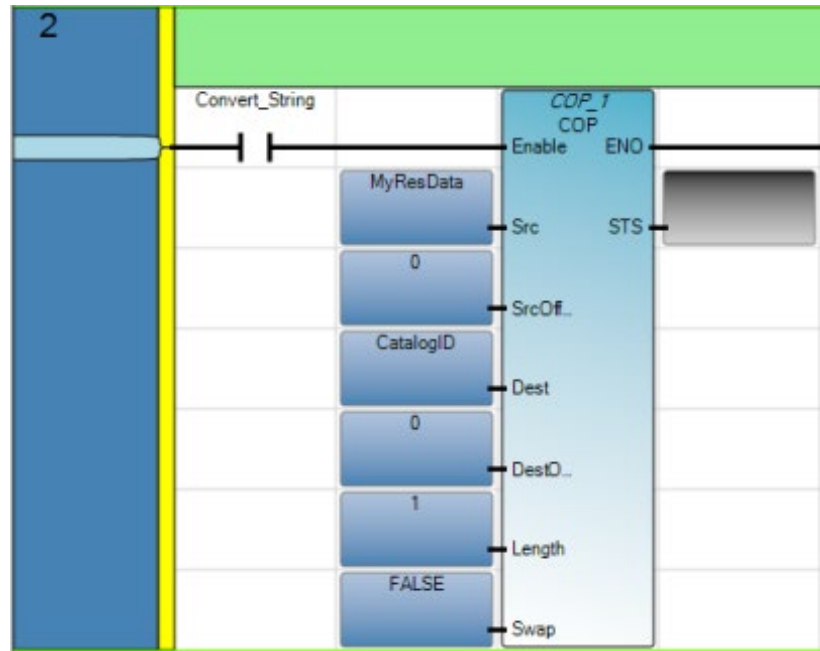 2
Convert_String
COP_1
COP
Enable ENO
MyResData
Src STS
0
SrcOff...
CatalogID
Dest
0
DestO...
1
Length
FALSE
Swap